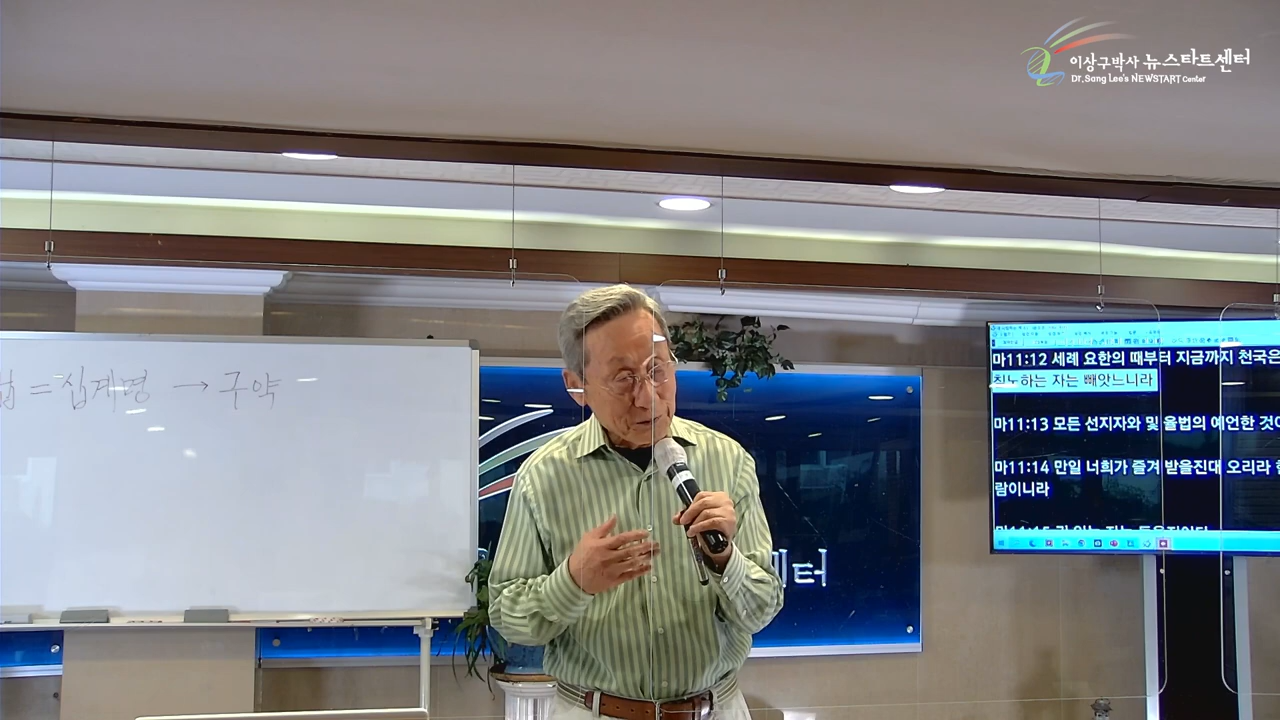 이상구박사 뉴스타트센터
Dr.Sang Lee's NEWSTART Center
= 십계명 → 구약
마11:12 세례 요한의 때부터 지금까지 천국은
침노하는 자는 빼앗느니라
마11:13 모든 선지자와 및 율법의 예언한 것이
마11:14 만일 너희가 즐겨 받을진대 오리라 한
람이니라
센터